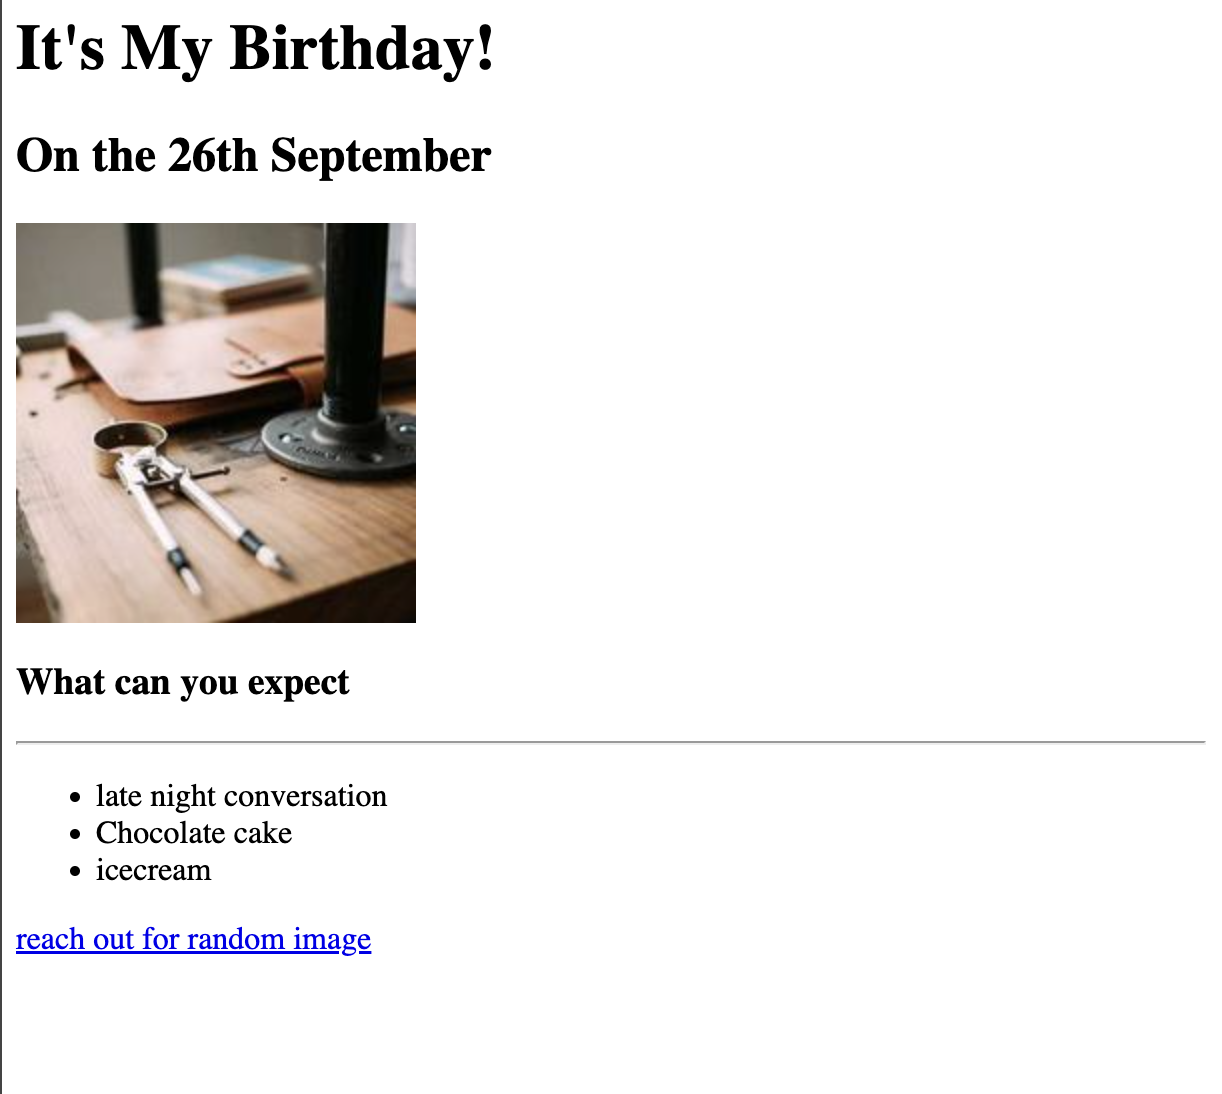 It's My Birthday!
On the 26th September
What can you expect
late night conversation
Chocolate cake
icecream
reach out for random image